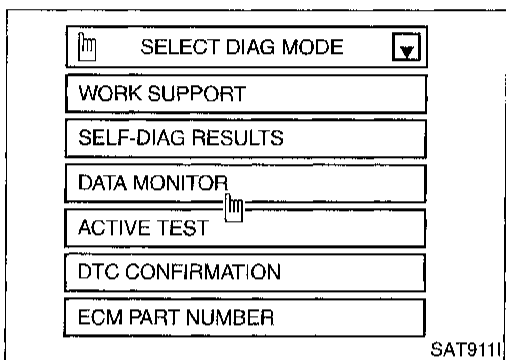 SELECT DIAG MODE
WORK SUPPORT
SELF-DIAG RESULTS
DATA MONITOR
ACTIVE TEST
DTC CONFIRMATION
ECM PART NUMBER
SAT911I